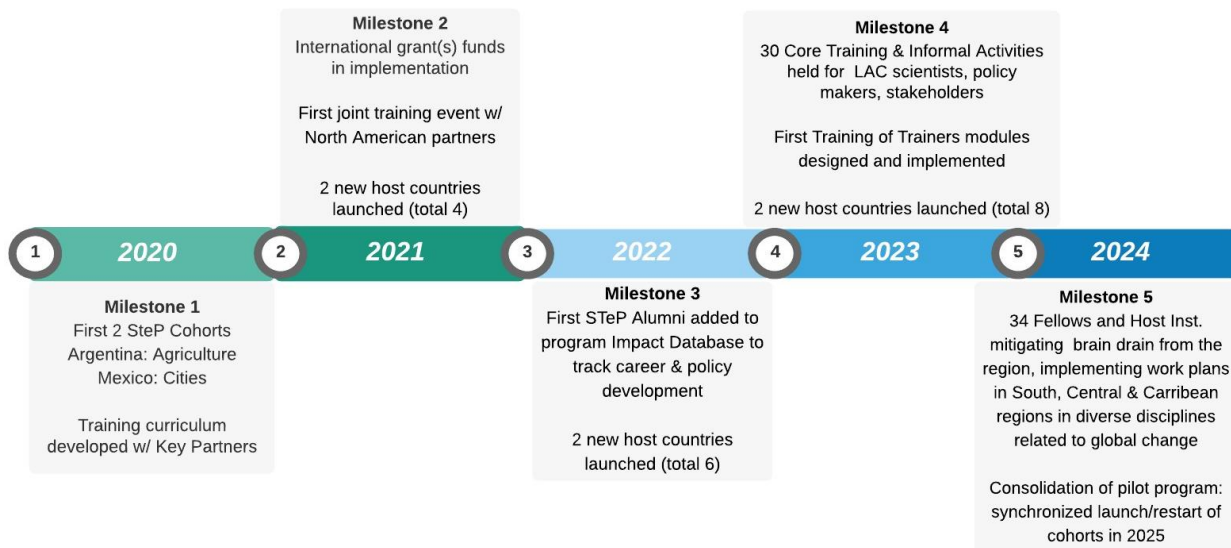 Milestone 2
International grant(s) funds
in implementation
First joint training event w/
North American partners
2 new host countries
launched (total 4)
Milestone 4
30 Core Training & Informal Activities
held for LAC scientists, policy
makers, stakeholders
First Training of Trainers modules
designed and implemented
2 new host countries launched (total 8)
1
2020
2
2021
3
2022
4
2023
5
2024
Milestone 1
First 2 SteP Cohorts
Argentina: Agriculture
Mexico: Cities
Training curriculum
developed w/ Key Partners
Milestone 3
First STeP Alumni added to
program Impact Database to
track career & policy
development
2 new host countries
launched (total 6)
Milestone 5
34 Fellows and Host Inst.
mitigating brain drain from the
region, implementing work plans
in South, Central & Carribean
regions in diverse disciplines
related to global change
Consolidation of pilot program:
synchronized launch/restart of
cohorts in 2025